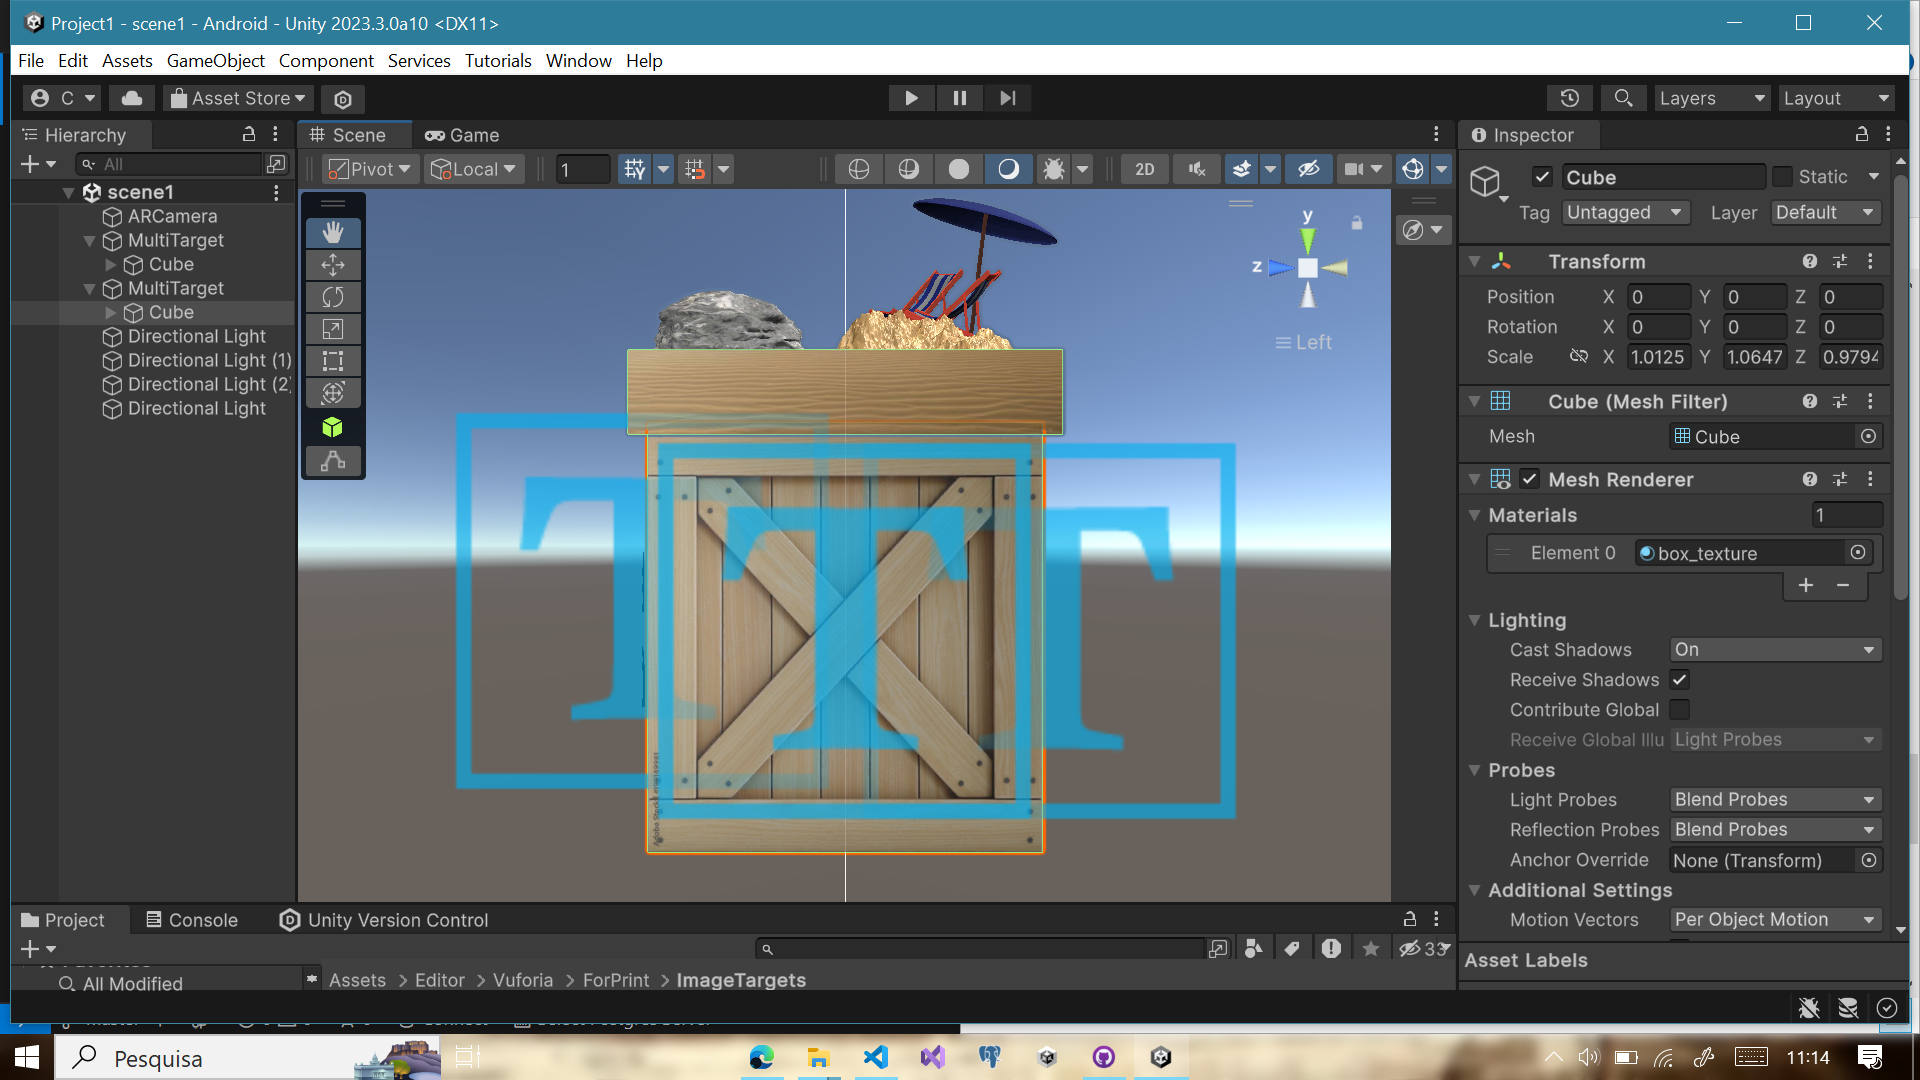 Project1 - scene1 - Android - Unity 2023.3.0a10 <DX11>
File Edit Assets GameObject Component Services Tutorials Window Help
C Asset Store Layers Layout
Hierarchy
All
scene1
ARCamera
MultiTarget
Cube
MultiTarget
Cube
Directional Light
Directional Light (1)
Directional Light (2)
Directional Light
Scene Game
Pivot Local 1 2D
y
z
Left
T T T
Inspector
Cube Static
Tag Untagged Layer Default
Transform
Position X 0 Y 0 Z 0
Rotation X 0 Y 0 Z 0
Scale X 1.0125 Y 1.0647 Z 0.9794
Cube (Mesh Filter)
Mesh Cube
Mesh Renderer
Materials 1
Element 0 box_texture
Lighting
Cast Shadows On
Receive Shadows
Contribute Global
Receive Global Illu Light Probes
Probes
Light Probes Blend Probes
Reflection Probes Blend Probes
Anchor Override None (Transform)
Additional Settings
Motion Vectors Per Object Motion
Asset Labels
Project Console Unity Version Control
33
All Modified
Assets > Editor > Vuforia > ForPrint > ImageTargets
Pesquisa
11:14